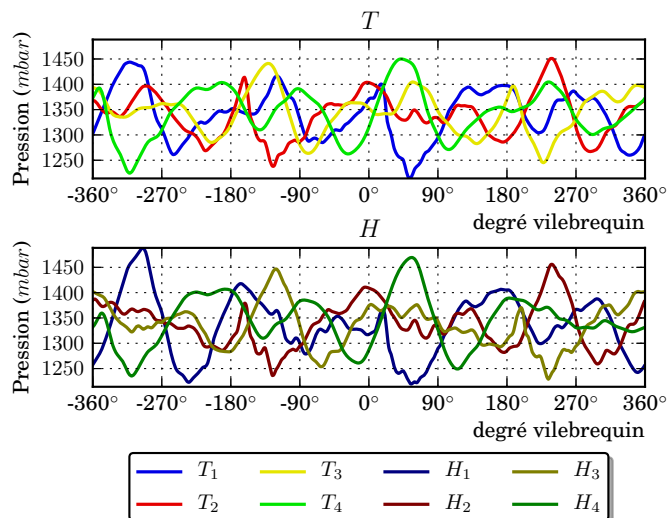 T
Pression (mbar)
1450
1400
1350
1300
1250
-360° -270° -180° -90° 0° 90° 180° 270° 360°
degré vilebrequin
H
Pression (mbar)
1450
1400
1350
1300
1250
-360° -270° -180° -90° 0° 90° 180° 270° 360°
degré vilebrequin
T₁ T₃ H₁ H₃
T₂ T₄ H₂ H₄